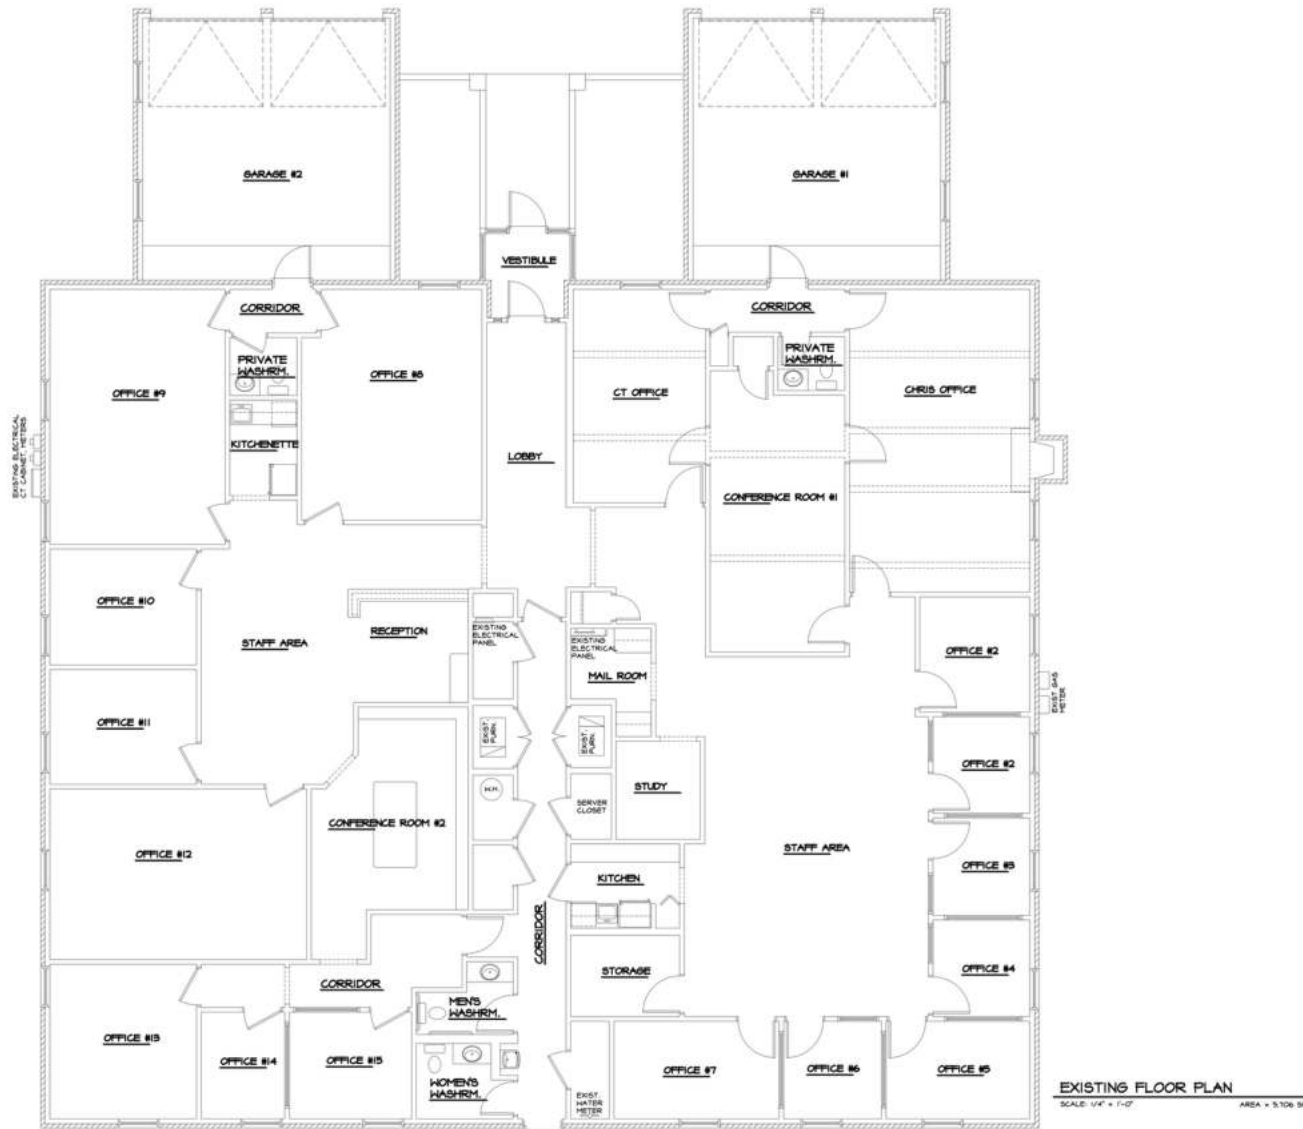 GARAGE #2
GARAGE #1
VESTIBULE
CORRIDOR
CORRIDOR
PRIVATE
WASHRM.
PRIVATE
WASHRM.
OFFICE #9
OFFICE #8
CT OFFICE
CHRIS OFFICE
EXISTING ELECTRICAL
CT CABINET, METERS
KITCHENETTE
LOBBY
CONFERENCE ROOM #1
OFFICE #10
STAFF AREA
RECEPTION
EXISTING
ELECTRICAL
PANEL
EXISTING
ELECTRICAL
PANEL
MAIL ROOM
OFFICE #2
EXIST. GAS
METER
OFFICE #11
EXIST.
FURN.
EXIST.
FURN.
OFFICE #2
STUDY
W.H.
SERVER
CLOSET
CONFERENCE ROOM #2
OFFICE #12
STAFF AREA
OFFICE #3
KITCHEN
CORRIDOR
STORAGE
OFFICE #4
CORRIDOR
MEN'S
WASHRM.
OFFICE #13
OFFICE #14
OFFICE #15
WOMEN'S
WASHRM.
EXIST.
WATER
METER
OFFICE #7
OFFICE #6
OFFICE #5
EXISTING FLOOR PLAN
SCALE: 1/4" = 1'-0"
AREA =